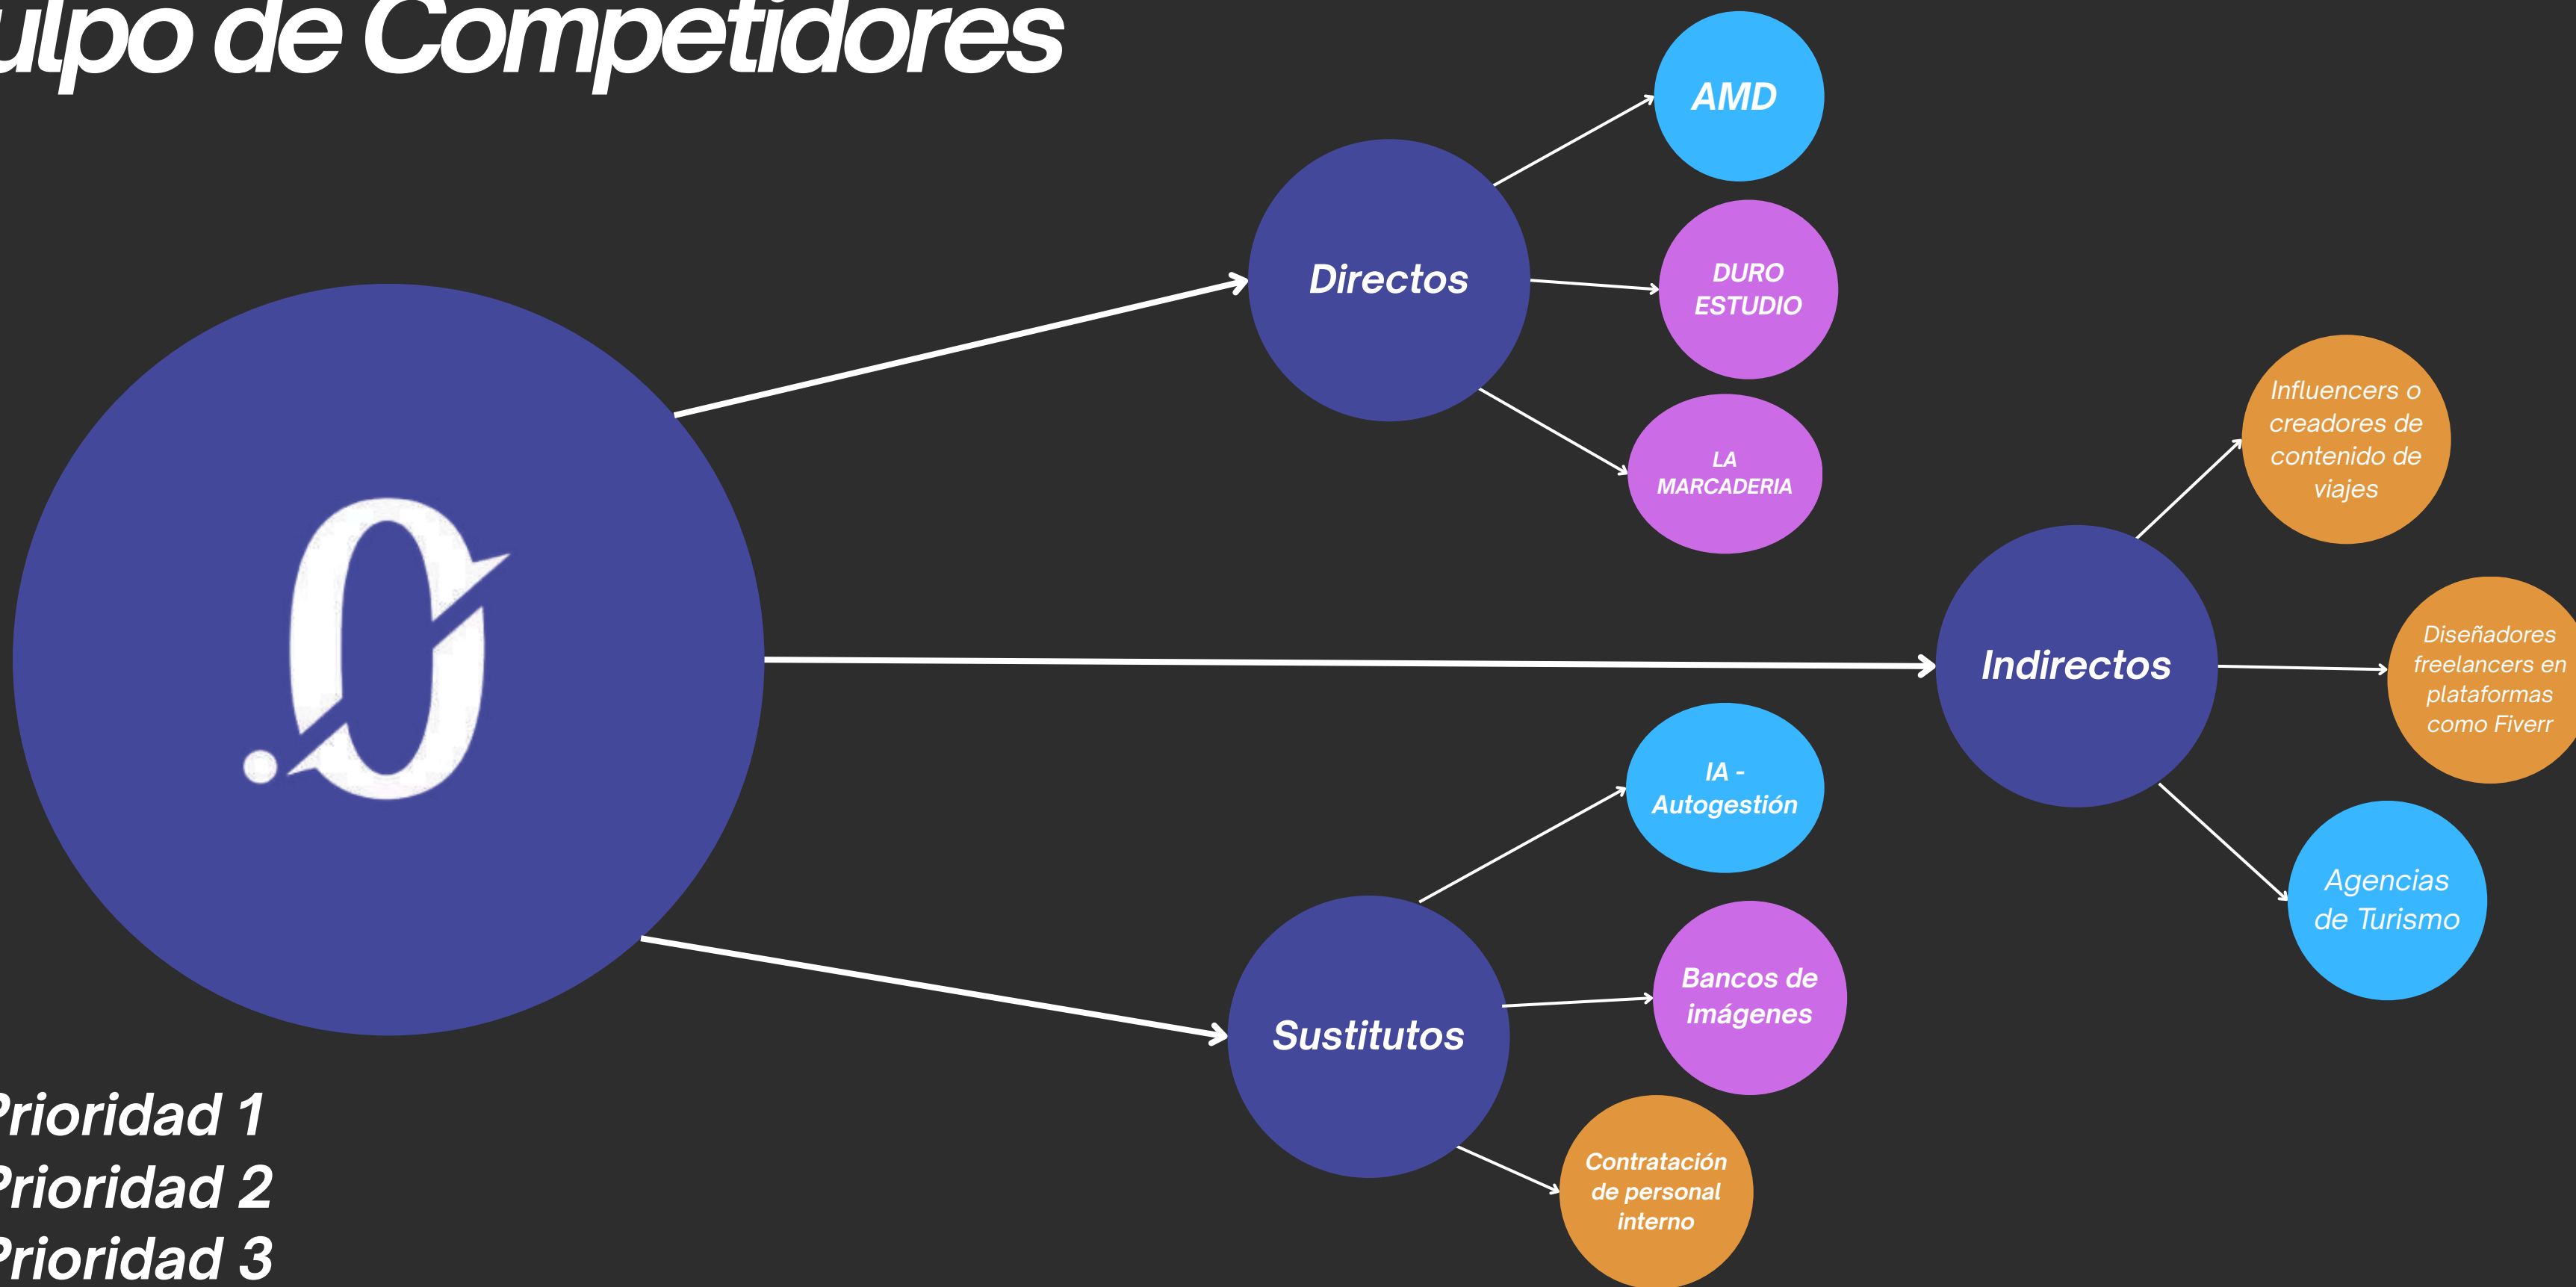 ulpo de Competidores
AMD
Directos
DURO
ESTUDIO
LA
MARCADERIA
Influencers o
creadores de
contenido de
viajes
Indirectos
Diseñadores
freelancers en
plataformas
como Fiverr
Agencias
de Turismo
IA -
Autogestión
Sustitutos
Bancos de
imágenes
Contratación
de personal
interno
Prioridad 1
Prioridad 2
Prioridad 3